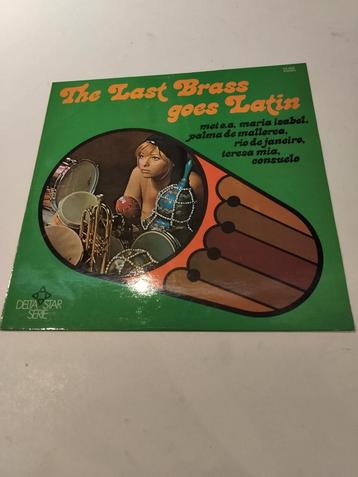 The Last Brass
goes Latin
met o.a. maria izabel,
palma de mallorca,
rio de janeiro,
teresa mia,
consuelo
DELTA STAR
SERIE